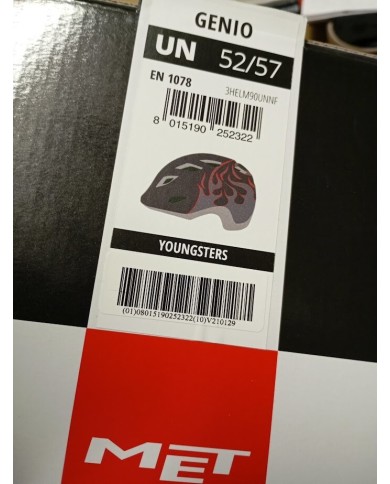 GENIO
UN 52/57
EN 1078
3HELM90UNNF
8 015190 252322
YOUNGSTERS
(01)08015190252322(10)V210129
MET